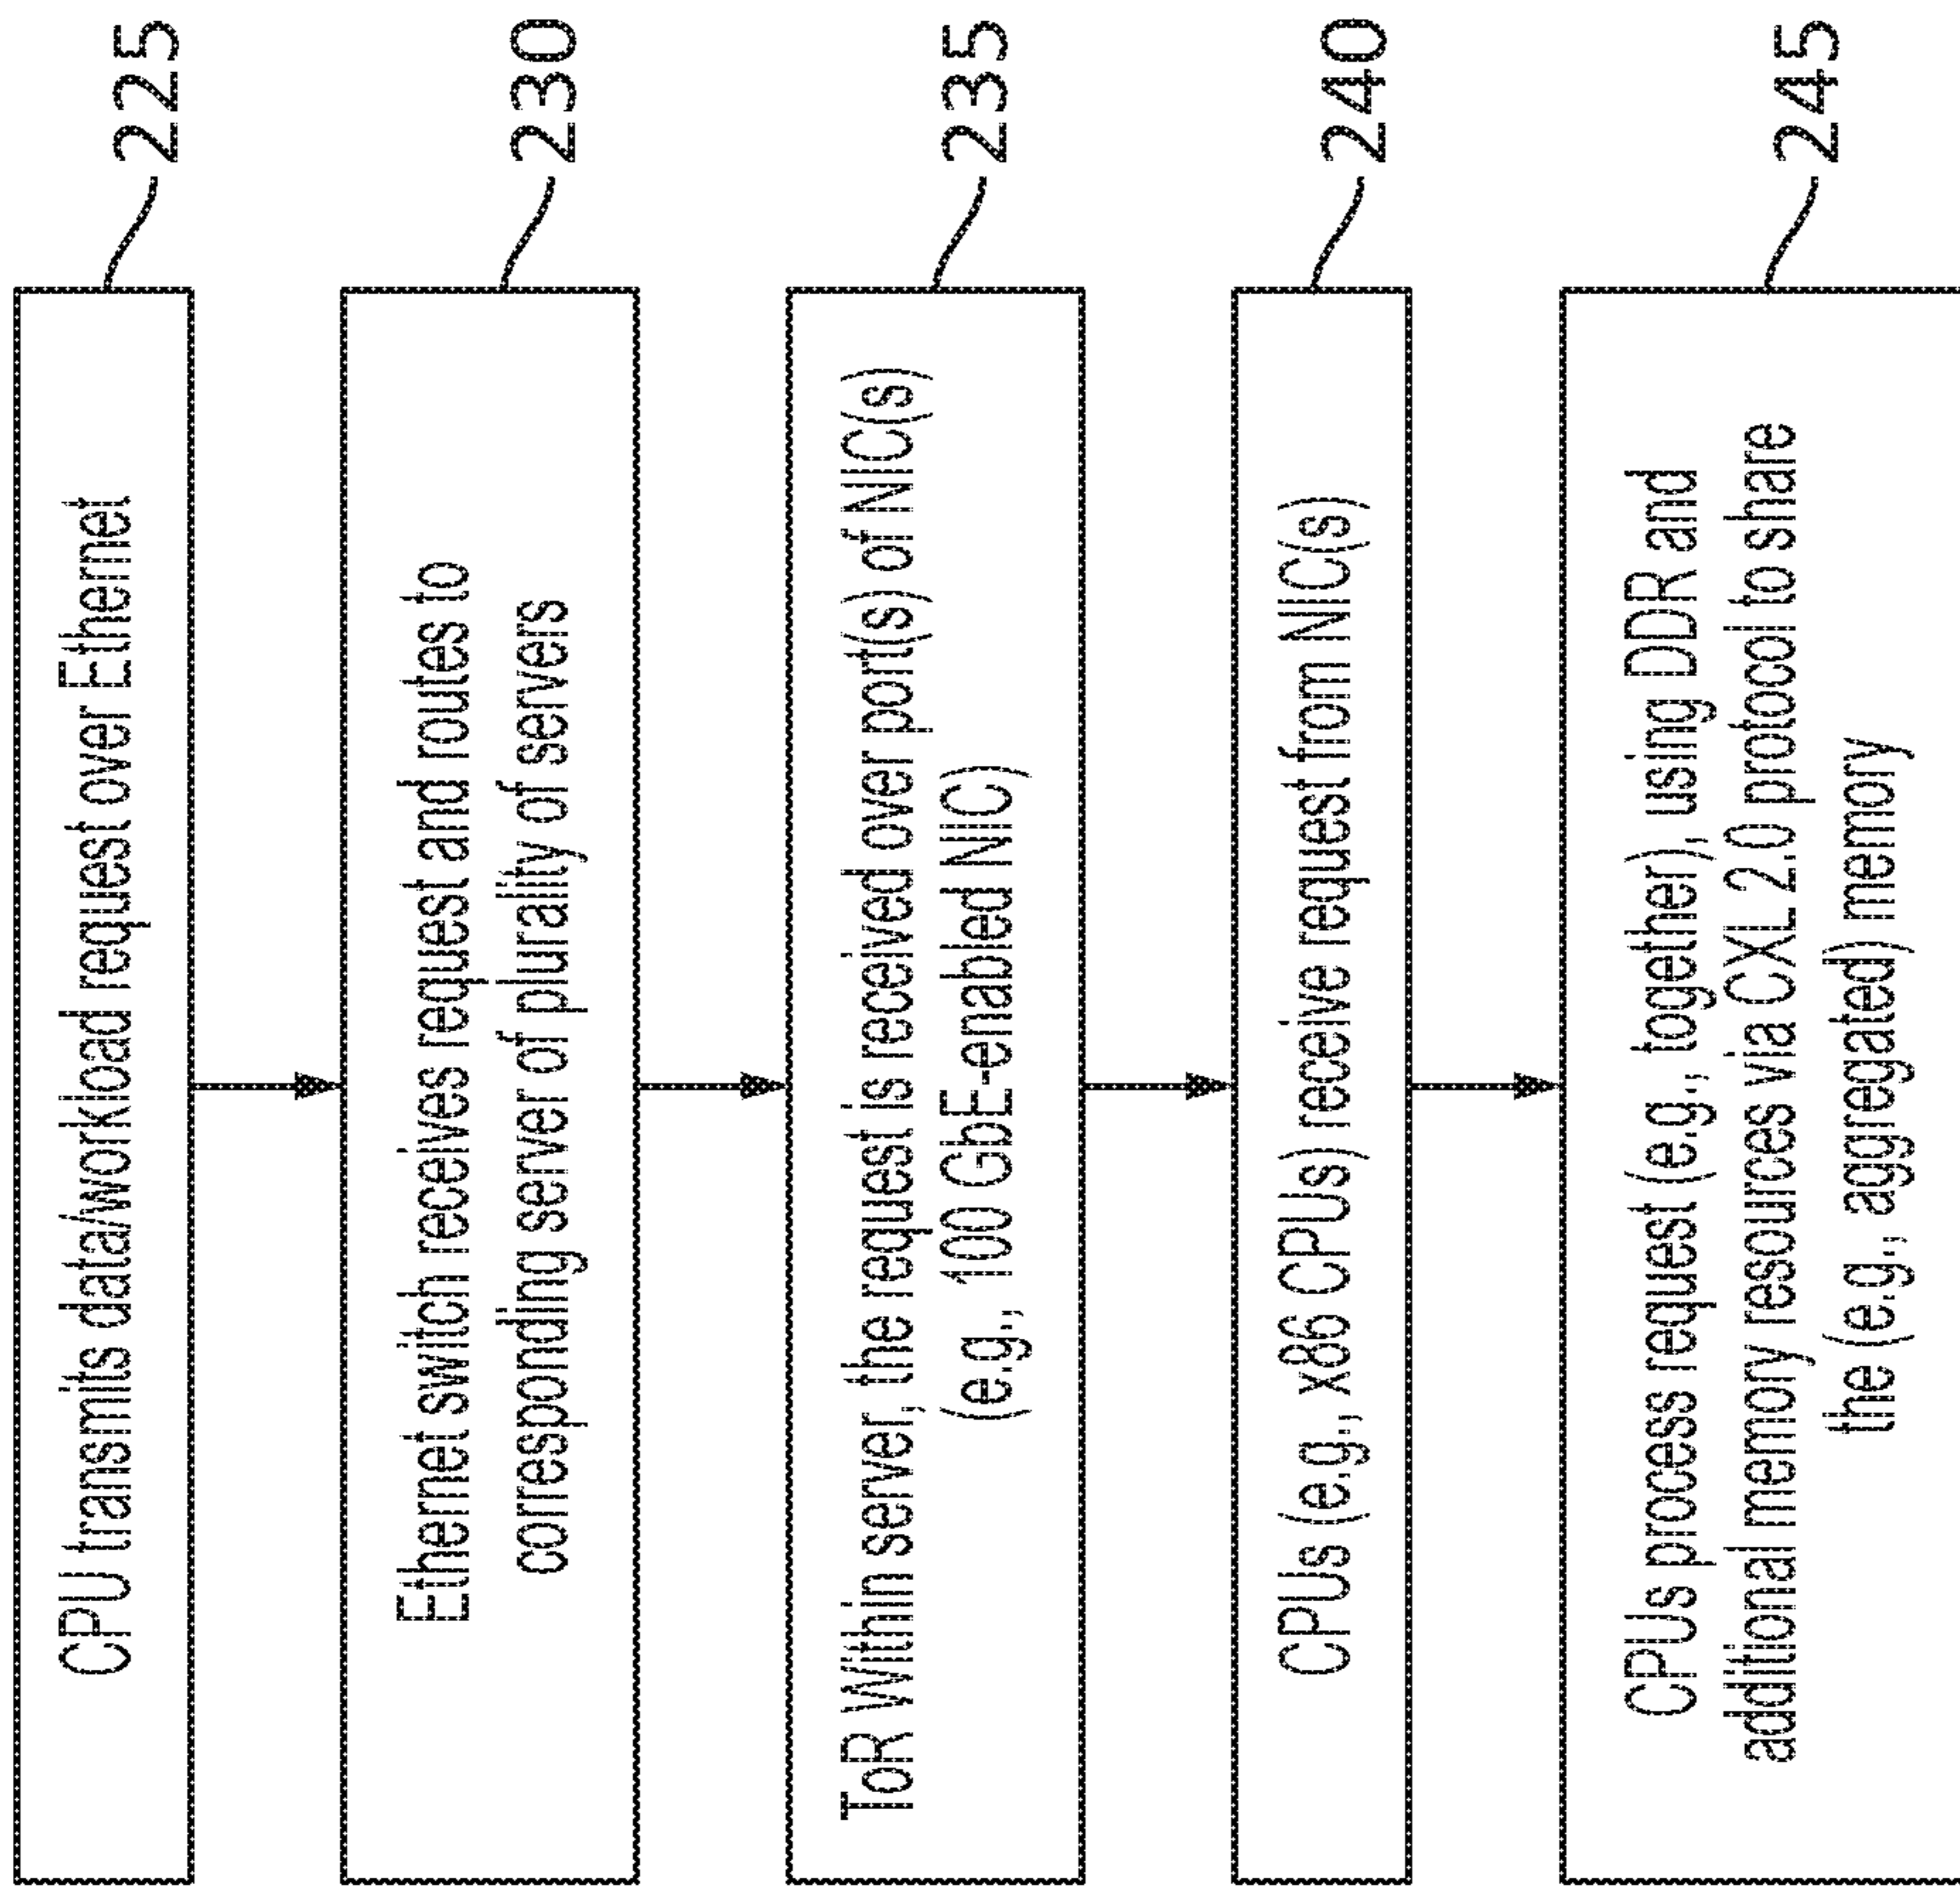 CPU transmits data/workload request over Ethernet
225
Ethernet switch receives request and routes to
corresponding server of plurality of servers
230
ToR Within server, the request is received over port(s) of NIC(s)
(e.g., 100 GbE-enabled NIC)
235
CPUs (e.g., x86 CPUs) receive request from NIC(s)
240
CPUs process request (e.g., together), using DDR and
additional memory resources via CXL 2.0 protocol to share
the (e.g., aggregated) memory
245